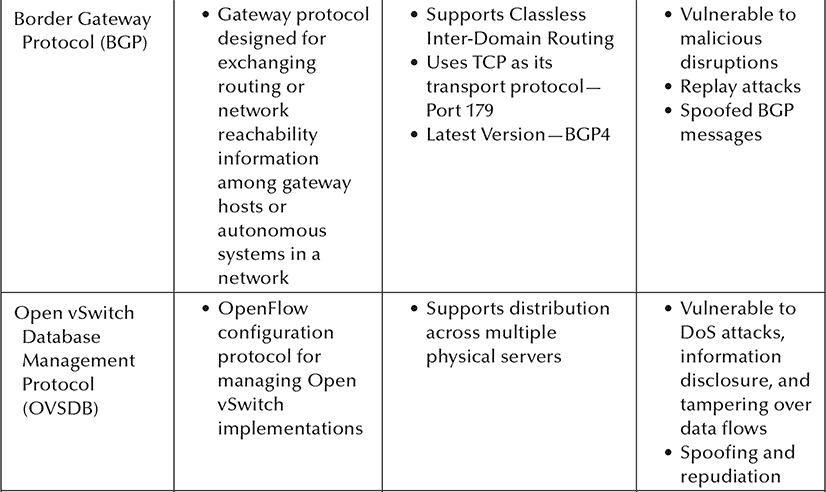 Border Gateway
Protocol (BGP)
• Gateway protocol
designed for
exchanging
routing or
network
reachability
information
among gateway
hosts or
autonomous
systems in a
network
• Supports Classless
Inter-Domain Routing
• Uses TCP as its
transport protocol—
Port 179
• Latest Version—BGP4
• Vulnerable to
malicious
disruptions
• Replay attacks
• Spoofed BGP
messages
Open vSwitch
Database
Management
Protocol
(OVSDB)
• OpenFlow
configuration
protocol for
managing Open
vSwitch
implementations
• Supports distribution
across multiple
physical servers
• Vulnerable to
DoS attacks,
information
disclosure, and
tampering over
data flows
• Spoofing and
repudiation